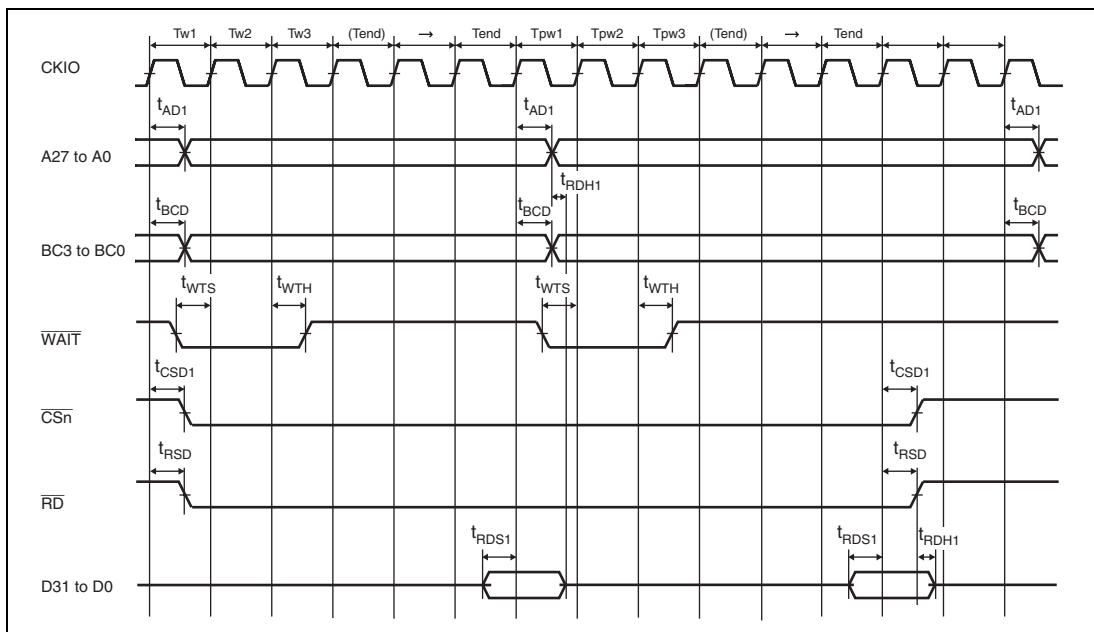 Tw1 Tw2 Tw3 (Tend) → Tend Tpw1 Tpw2 Tpw3 (Tend) → Tend
CKIO
tAD1 tAD1 tAD1
A27 to A0
tRDH1
tBCD tBCD tBCD
BC3 to BC0
tWTS tWTH tWTS tWTH
WAIT
tCSD1 tCSD1
CSn
tRSD tRSD
RD
tRDS1 tRDS1 tRDH1
D31 to D0